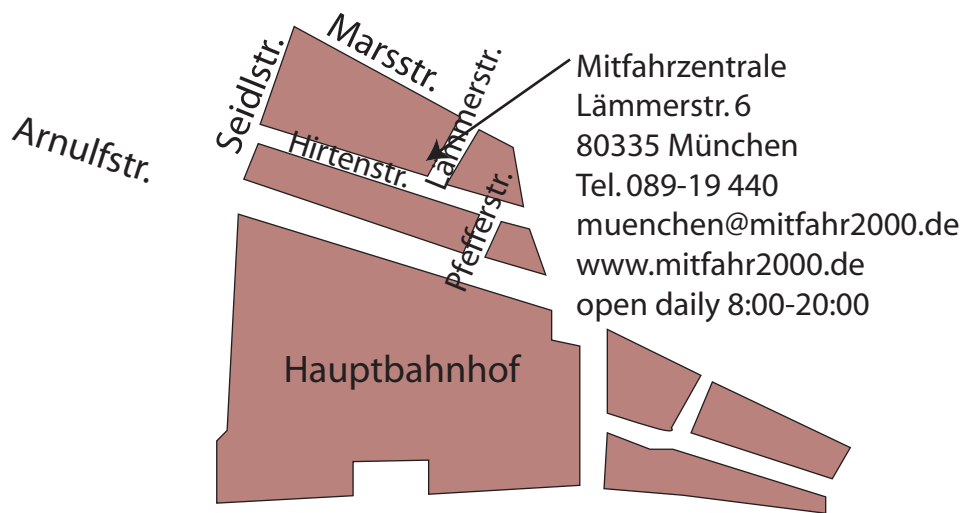 Marsstr.
Seidlstr.
Lämmerstr.
Arnulfstr.
Hirtenstr.
Pfefferstr.
Mitfahrzentrale
Lämmerstr. 6
80335 München
Tel. 089-19 440
muenchen@mitfahr2000.de
www.mitfahr2000.de
open daily 8:00-20:00
Hauptbahnhof